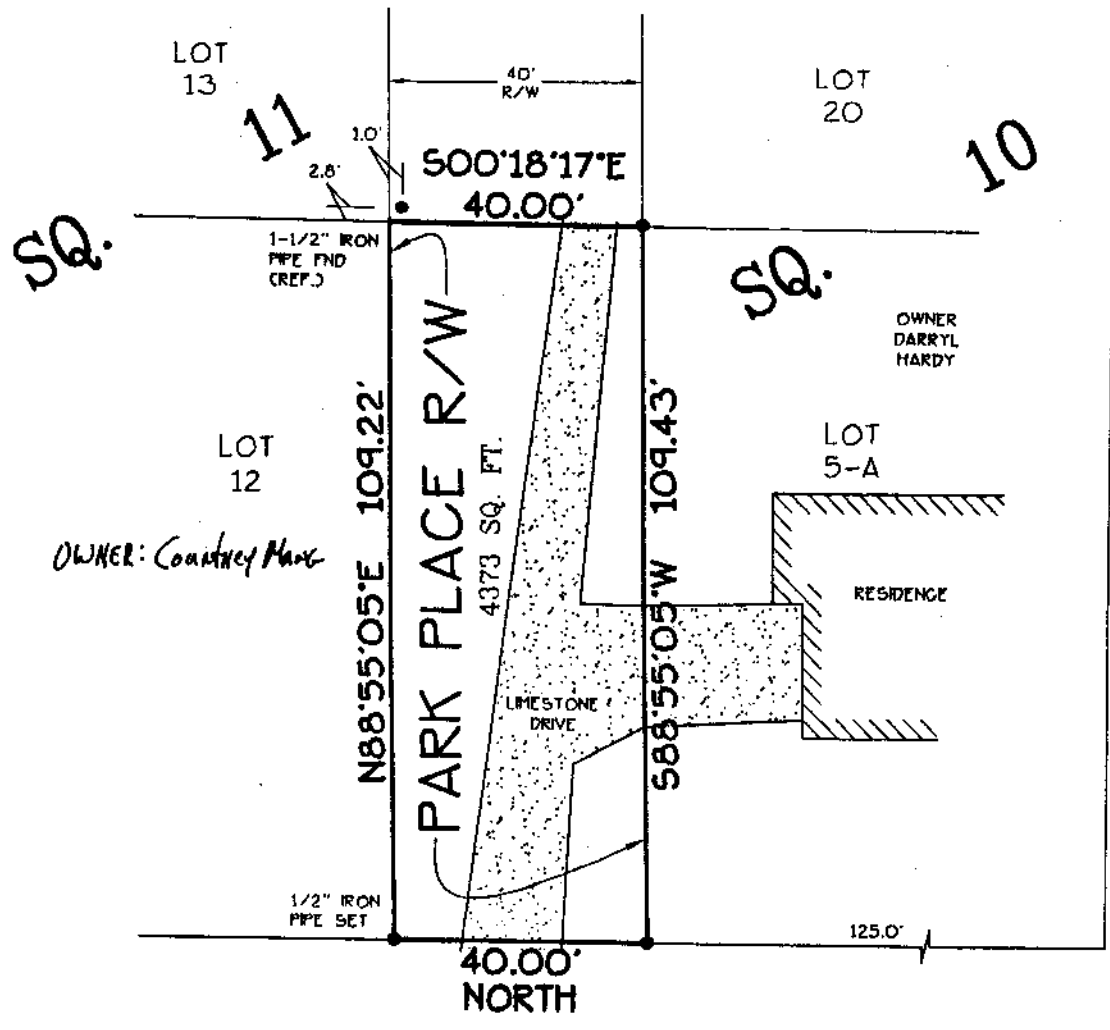 LOT
13
11
40'
R/W
LOT
20
10
1.0'
2.8'
S00°18'17"E
40.00'
SQ.
1-1/2" IRON
PIPE FND
(REF.)
SQ.
OWNER
DARRYL
HARDY
PARK PLACE R/W
4373 SQ. FT.
N88°55'05"E 109.22'
S88°55'05"W 109.43'
LOT
12
LOT
5-A
OWNER: Courtney
RESIDENCE
LIMESTONE
DRIVE
1/2" IRON
PIPE SET
125.0'
40.00'
NORTH